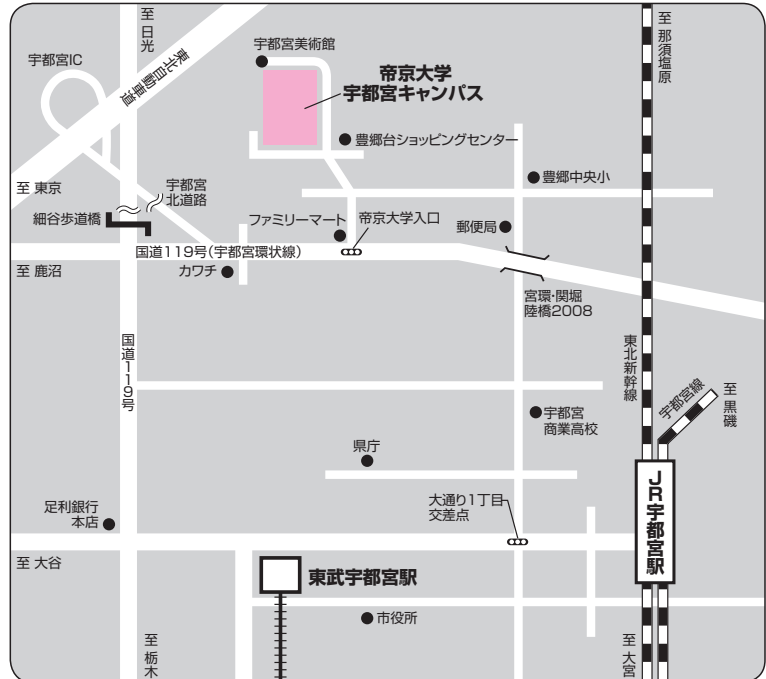 至 日光
至 那須塩原
宇都宮IC
東北自動車道
宇都宮美術館
帝京大学
宇都宮キャンパス
豊郷台ショッピングセンター
豊郷中央小
至 東京
宇都宮
北道路
細谷歩道橋
ファミリーマート
帝京大学入口
郵便局
国道119号(宇都宮環状線)
至 鹿沼
カワチ
宮環・関堀
陸橋2008
国道119号
東北新幹線
宇都宮線
至 黒磯
宇都宮
商業高校
県庁
JR宇都宮駅
足利銀行
本店
大通り1丁目
交差点
至 大谷
東武宇都宮駅
市役所
至 栃木
至 大宮